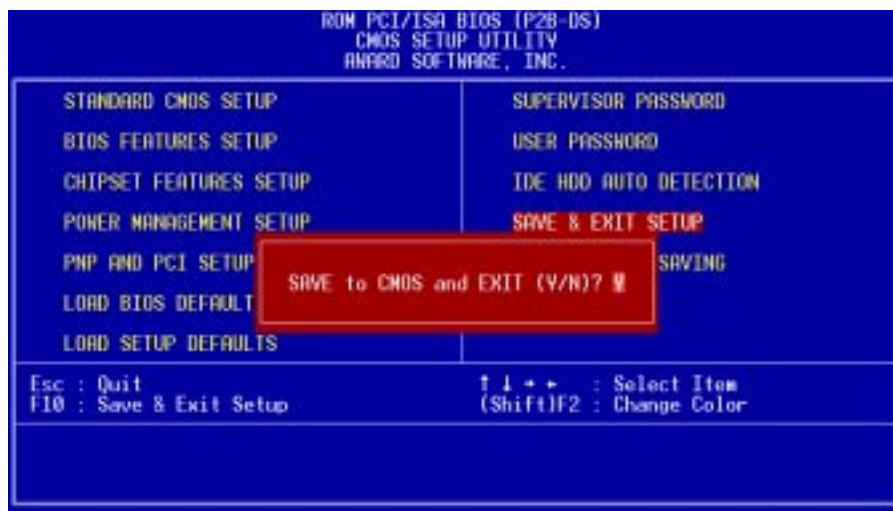 ROM PCI/ISA BIOS (P2B-DS)
CMOS SETUP UTILITY
AWARD SOFTWARE, INC.
STANDARD CMOS SETUP
BIOS FEATURES SETUP
CHIPSET FEATURES SETUP
POWER MANAGEMENT SETUP
PNP AND PCI SETUP
LOAD BIOS DEFAULT
LOAD SETUP DEFAULTS
SUPERVISOR PASSWORD
USER PASSWORD
IDE HDD AUTO DETECTION
SAVE & EXIT SETUP
SAVING
SAVE to CMOS and EXIT (Y/N)? Y
Esc : Quit
F10 : Save & Exit Setup
↑ ↓ → ← : Select Item
(Shift)F2 : Change Color